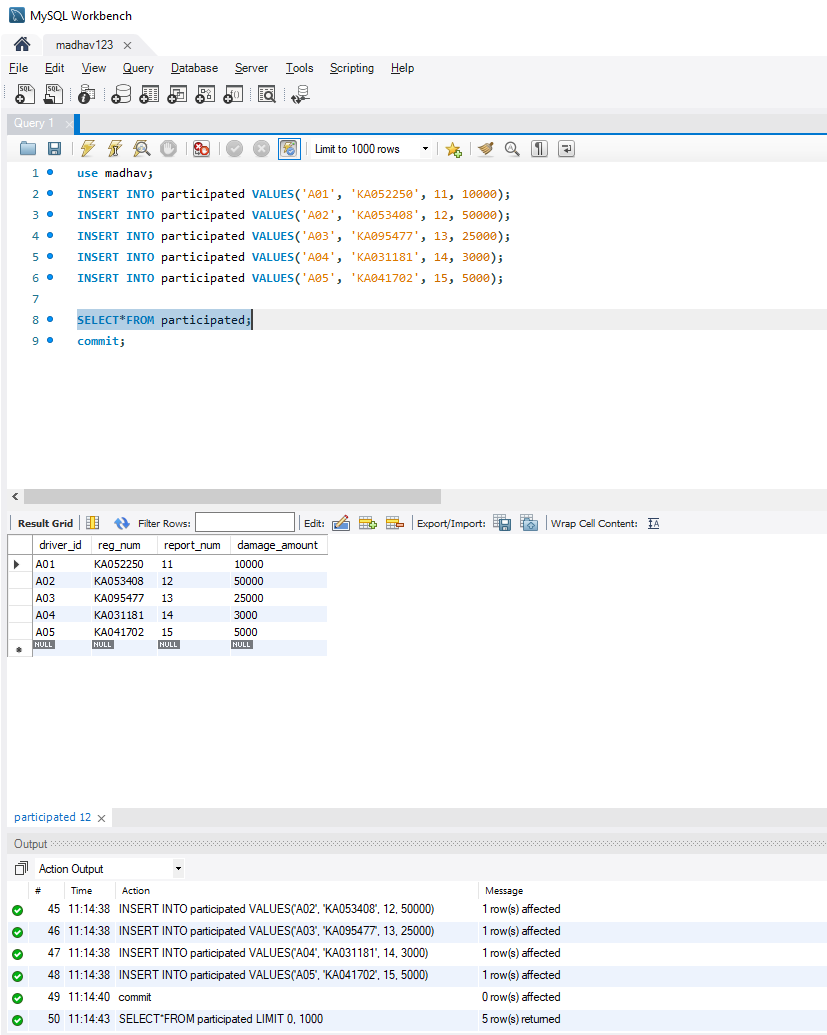 MySQL Workbench
madhav123 ×
File Edit View Query Database Server Tools Scripting Help
Query 1 ×
Limit to 1000 rows
1 use madhav;
2 INSERT INTO participated VALUES('A01', 'KA052250', 11, 10000);
3 INSERT INTO participated VALUES('A02', 'KA053408', 12, 50000);
4 INSERT INTO participated VALUES('A03', 'KA095477', 13, 25000);
5 INSERT INTO participated VALUES('A04', 'KA031181', 14, 3000);
6 INSERT INTO participated VALUES('A05', 'KA041702', 15, 5000);
7
8 SELECT*FROM participated;
9 commit;
Result Grid Filter Rows: Edit: Export/Import: Wrap Cell Content:
driver_id reg_num report_num damage_amount
A01 KA052250 11 10000
A02 KA053408 12 50000
A03 KA095477 13 25000
A04 KA031181 14 3000
A05 KA041702 15 5000
NULL NULL NULL NULL
participated 12 ×
Output
Action Output
# Time Action Message
45 11:14:38 INSERT INTO participated VALUES('A02', 'KA053408', 12, 50000) 1 row(s) affected
46 11:14:38 INSERT INTO participated VALUES('A03', 'KA095477', 13, 25000) 1 row(s) affected
47 11:14:38 INSERT INTO participated VALUES('A04', 'KA031181', 14, 3000) 1 row(s) affected
48 11:14:38 INSERT INTO participated VALUES('A05', 'KA041702', 15, 5000) 1 row(s) affected
49 11:14:40 commit 0 row(s) affected
50 11:14:43 SELECT*FROM participated LIMIT 0, 1000 5 row(s) returned